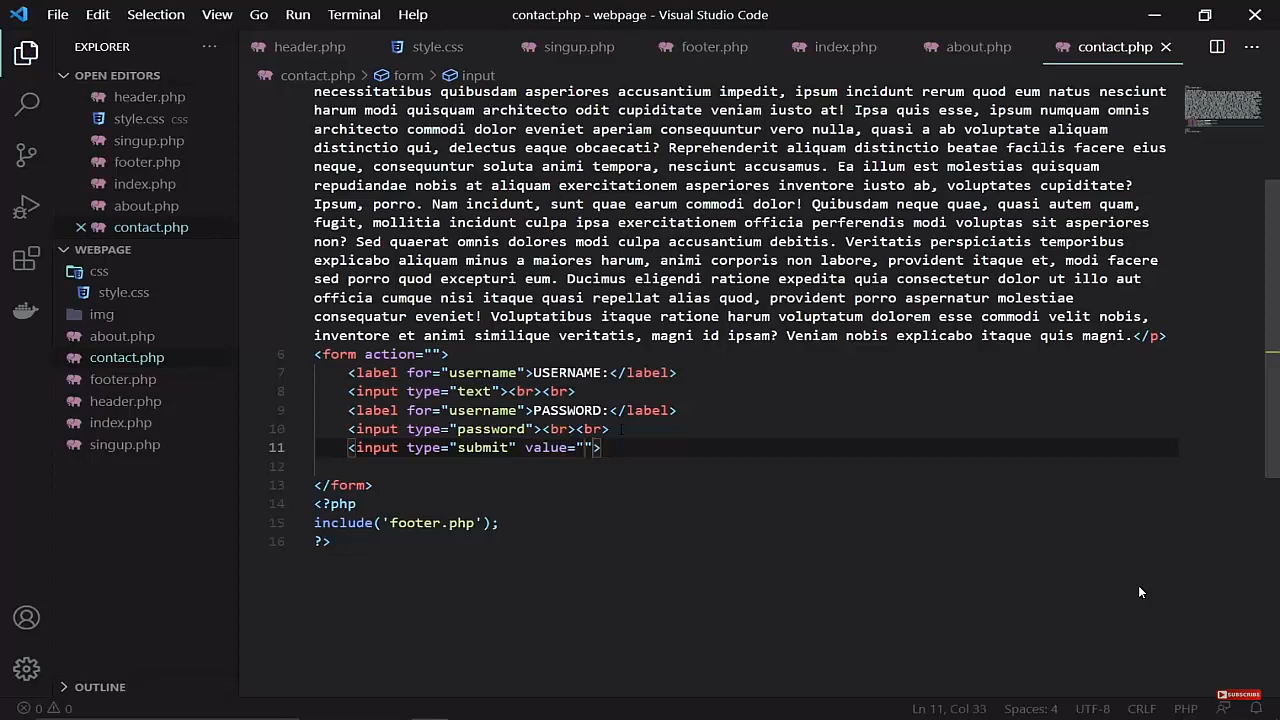 File Edit Selection View Go Run Terminal Help
contact.php - webpage - Visual Studio Code
EXPLORER
header.php style.css singup.php footer.php index.php about.php contact.php
OPEN EDITORS
header.php
style.css css
singup.php
footer.php
index.php
about.php
contact.php
WEBPAGE
css
style.css
img
about.php
contact.php
footer.php
header.php
index.php
singup.php
OUTLINE
contact.php > form > input
necessitatibus quibusdam asperiores accusantium impedit, ipsum incidunt rerum quod eum natus nesciunt
harum modi quisquam architecto odit cupiditate veniam iusto at! Ipsa quis esse, ipsum numquam omnis
architecto commodi dolor eveniet aperiam consequuntur vero nulla, quasi a ab voluptate aliquam
distinctio qui, delectus eaque obcaecati? Reprehenderit aliquam distinctio beatae facilis facere eius
neque, consequuntur soluta animi tempora, nesciunt accusamus. Ea illum est molestias quisquam
repudiandae nobis at aliquam exercitationem asperiores inventore iusto ab, voluptates cupiditate?
Ipsum, porro. Nam incidunt, sunt quae earum commodi dolor! Quibusdam neque quae, quasi autem quam,
fugit, mollitia incidunt culpa ipsa exercitationem officia perferendis modi voluptas sit asperiores
non? Sed quaerat omnis dolores modi culpa accusantium debitis. Veritatis perspiciatis temporibus
explicabo aliquam minus a maiores harum, animi corporis non labore, provident itaque et, modi facere
sed porro quod excepturi eum. Ducimus eligendi ratione expedita quia consectetur dolor ut illo aut
officia cumque nisi itaque quasi repellat alias quod, provident porro aspernatur molestiae
consequatur eveniet! Voluptatibus itaque ratione harum voluptatum dolorem esse commodi velit nobis,
inventore et animi similique veritatis, magni id ipsam? Veniam nobis explicabo itaque quis magni.</p>
6 <form action="">
7 <label for="username">USERNAME:</label>
8 <input type="text"><br><br>
9 <label for="username">PASSWORD:</label>
10 <input type="password"><br><br>
11 <input type="submit" value="">
12
13 </form>
14 <?php
15 include('footer.php');
16 ?>
SUBSCRIBE
0 0
Ln 11, Col 33 Spaces: 4 UTF-8 CRLF PHP